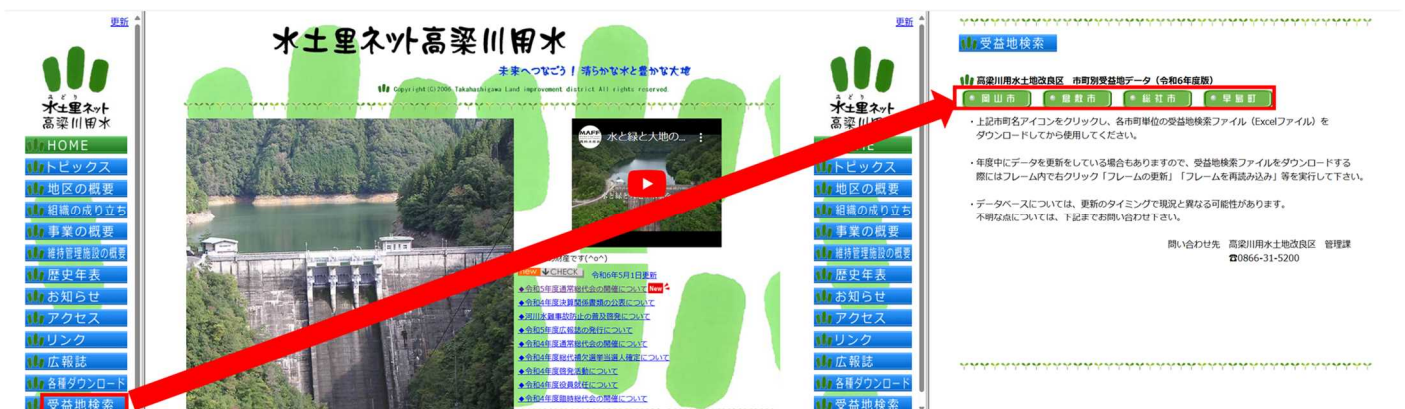 更新
みどり
水土里ネット
高梁川用水
HOME
トピックス
地区の概要
組織の成り立ち
事業の概要
維持管理施設の概要
歴史年表
お知らせ
アクセス
リンク
広報誌
各種ダウンロード
受益地検索
水土里ネット高梁川用水
未来へつなごう！清らかな水と豊かな大地
Copyright(C)2006 Takahashigawa Land improvement district All rights reserved.
MAFF
水と緑と大地の...
財産です(^o^)
new ↓CHECK 令和6年5月1日更新
◆令和5年度通常総代会の開催について New
◆令和4年度決算関係書類の公表について
◆河川水難事故防止の普及啓発について
◆令和5年度広報誌の発行について
◆令和4年度通常総代会の開催について
◆令和4年度総代補欠選挙当選人確定について
◆令和4年度啓発活動について
◆令和4年度役員就任について
◆令和4年度臨時総代会の開催について
更新
みどり
水土里ネット
高梁川用水
トピックス
地区の概要
組織の成り立ち
事業の概要
維持管理施設の概要
歴史年表
お知らせ
アクセス
リンク
広報誌
各種ダウンロード
受益地検索
受益地検索
高梁川用水土地改良区 市町別受益地データ（令和6年度版）
岡山市 倉敷市 総社市 早島町
・上記市町名アイコンをクリックし、各市町単位の受益地検索ファイル（Excelファイル）を
ダウンロードしてから使用してください。
・年度中にデータを更新をしている場合もありますので、受益地検索ファイルをダウンロードする
際にはフレーム内で右クリック「フレームの更新」「フレームを再読み込み」等を実行して下さい。
・データベースについては、更新のタイミングで現況と異なる可能性があります。
不明な点については、下記までお問い合わせ下さい。
問い合わせ先 高梁川用水土地改良区 管理課
☎0866-31-5200